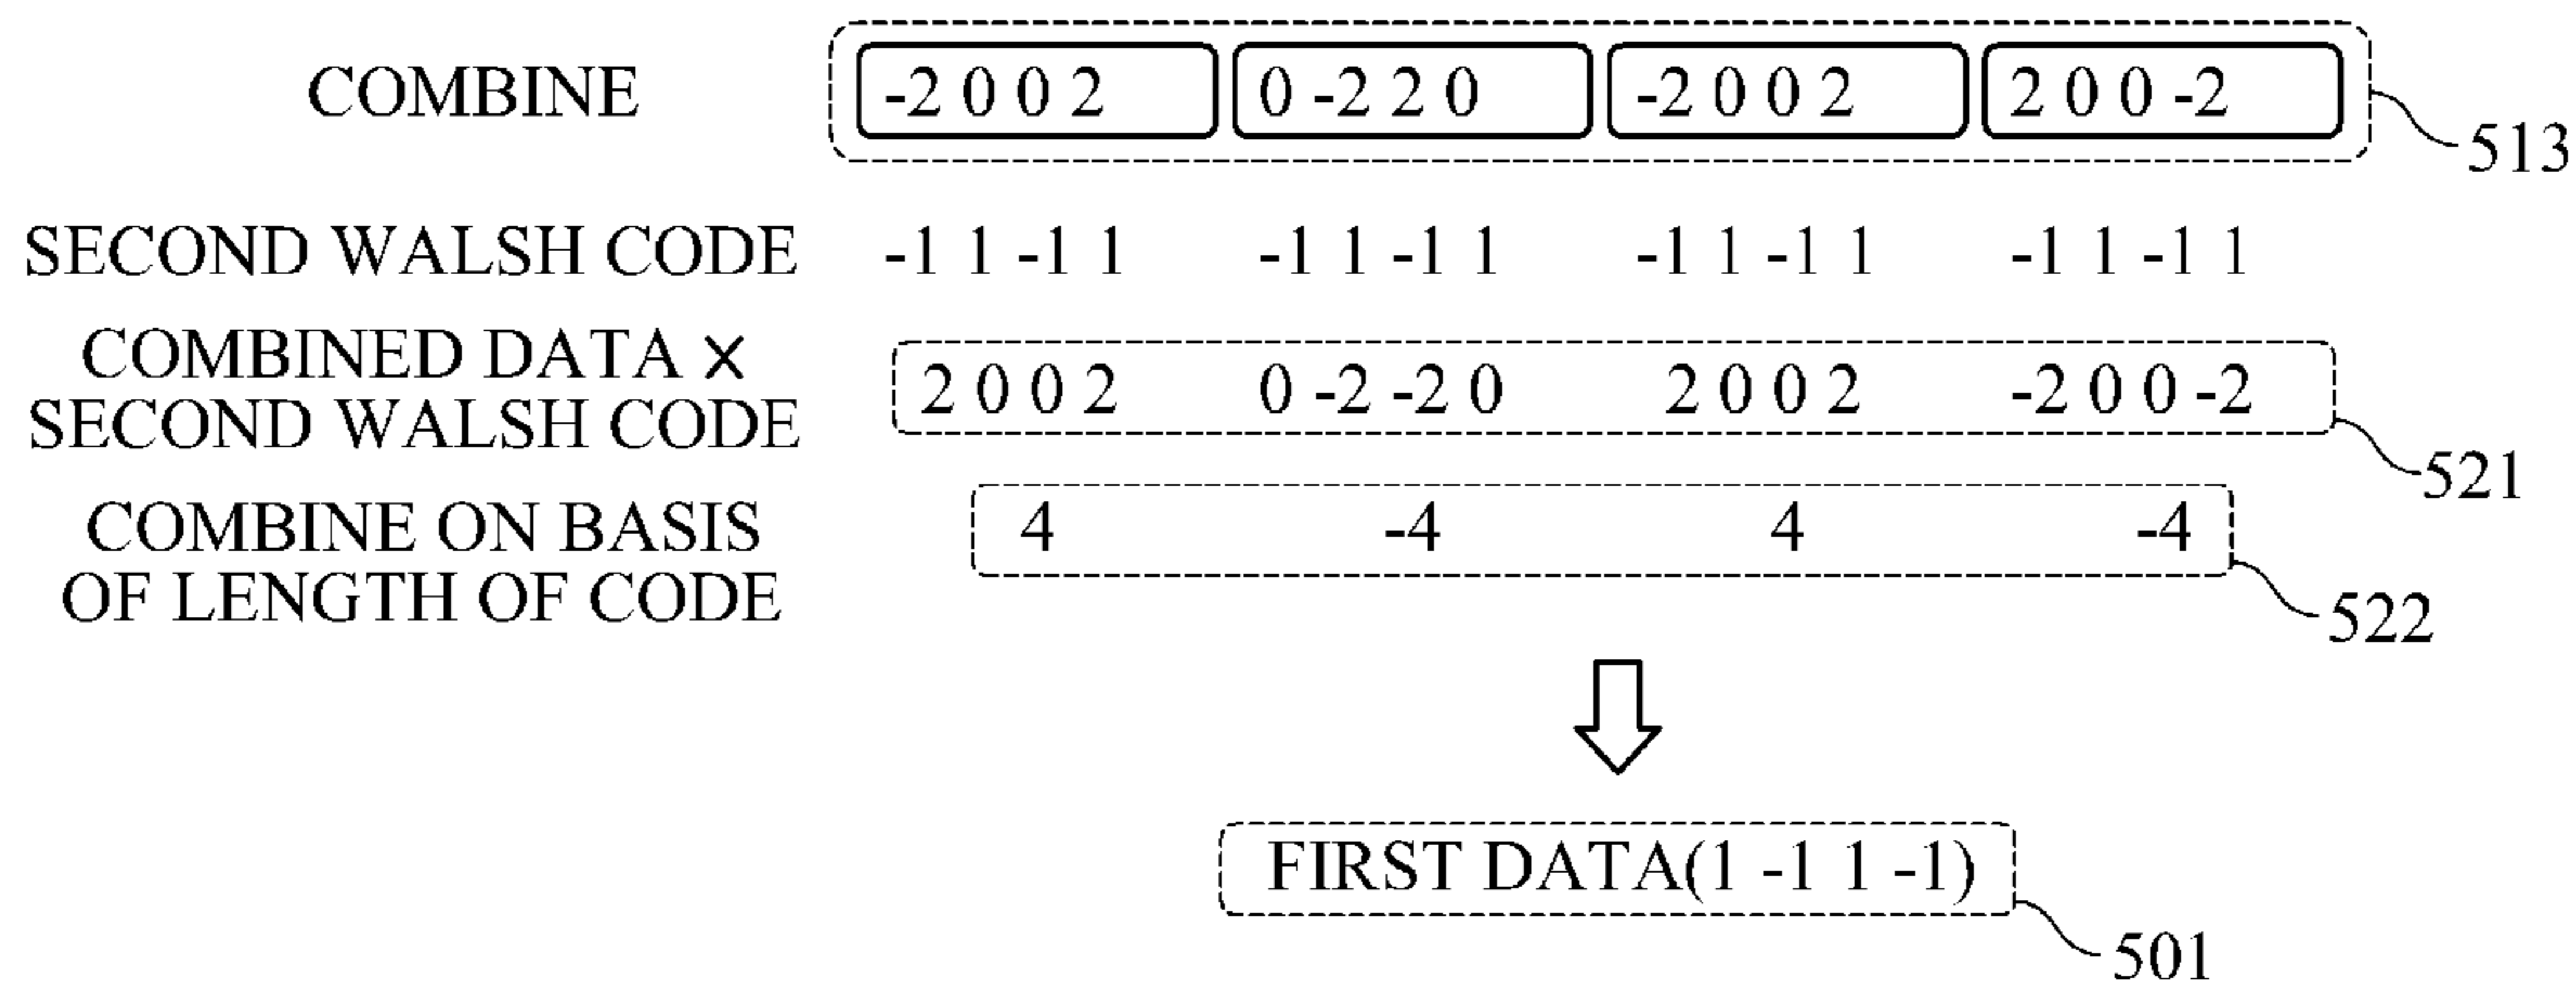 COMBINE -2 0 0 2 0 -2 2 0 -2 0 0 2 2 0 0 -2
513
SECOND WALSH CODE -1 1 -1 1 -1 1 -1 1 -1 1 -1 1 -1 1 -1 1
COMBINED DATA ×
SECOND WALSH CODE
2 0 0 2 0 -2 -2 0 2 0 0 2 -2 0 0 -2
521
COMBINE ON BASIS
OF LENGTH OF CODE
4 -4 4 -4
522
FIRST DATA(1 -1 1 -1)
501